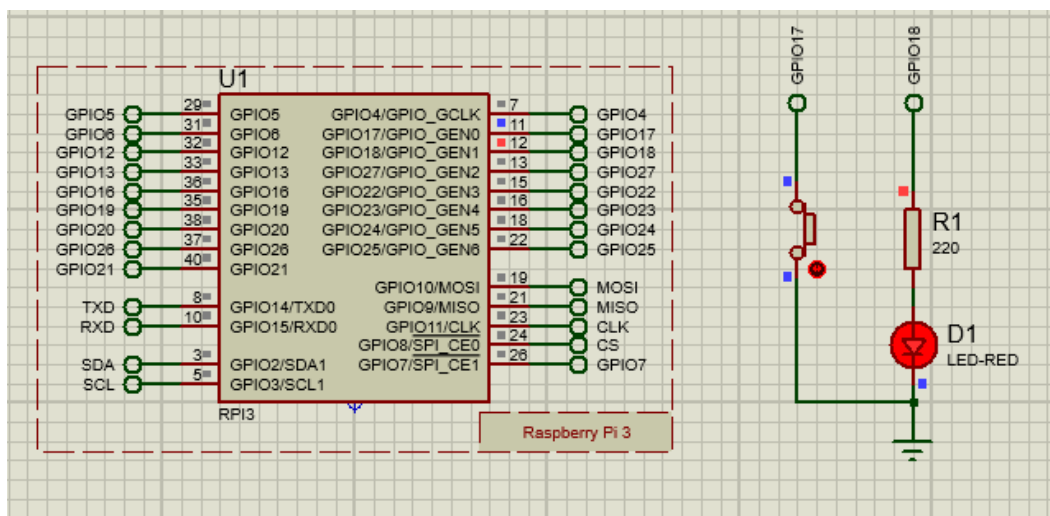 U1
GPIO5 29 GPIO5 GPIO4/GPIO_GCLK 7 GPIO4
GPIO6 31 GPIO6 GPIO17/GPIO_GEN0 11 GPIO17
GPIO12 32 GPIO12 GPIO18/GPIO_GEN1 12 GPIO18
GPIO13 33 GPIO13 GPIO27/GPIO_GEN2 13 GPIO27
GPIO16 36 GPIO16 GPIO22/GPIO_GEN3 15 GPIO22
GPIO19 35 GPIO19 GPIO23/GPIO_GEN4 16 GPIO23
GPIO20 38 GPIO20 GPIO24/GPIO_GEN5 18 GPIO24
GPIO26 37 GPIO26 GPIO25/GPIO_GEN6 22 GPIO25
GPIO21 40 GPIO21
GPIO10/MOSI 19 MOSI
TXD 8 GPIO14/TXD0 GPIO9/MISO 21 MISO
RXD 10 GPIO15/RXD0 GPIO11/CLK 23 CLK
GPIO8/SPI_CE0 24 CS
SDA 3 GPIO2/SDA1 GPIO7/SPI_CE1 26 GPIO7
SCL 5 GPIO3/SCL1
RPI3
Raspberry Pi 3
GPIO17
GPIO18
R1
220
D1
LED-RED